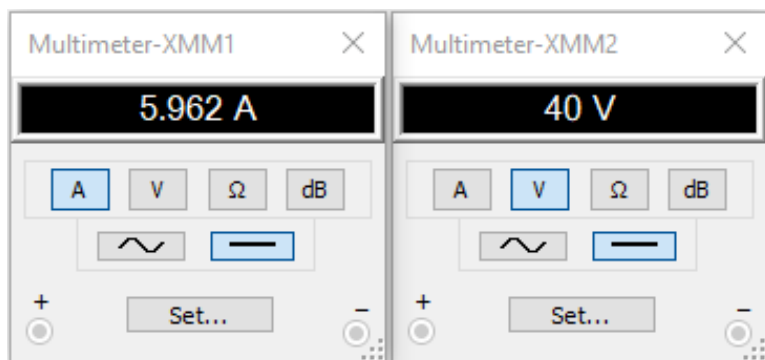 Multimeter-XMM1
5.962 A
A V Ω dB
+ Set... –
Multimeter-XMM2
40 V
A V Ω dB
+ Set... –